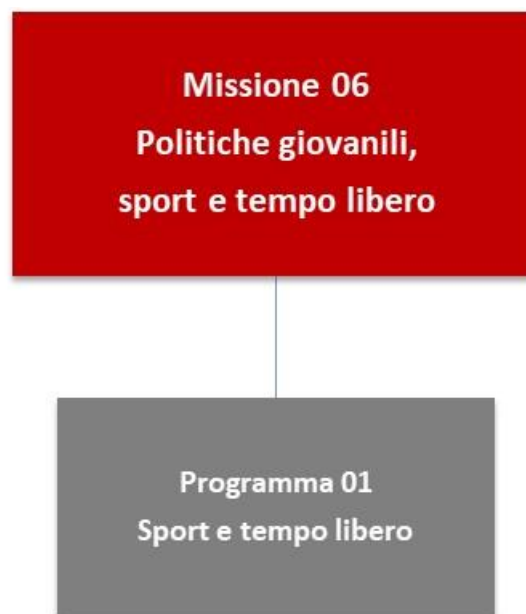 Missione 06
Politiche giovanili,
sport e tempo libero
Programma 01
Sport e tempo libero